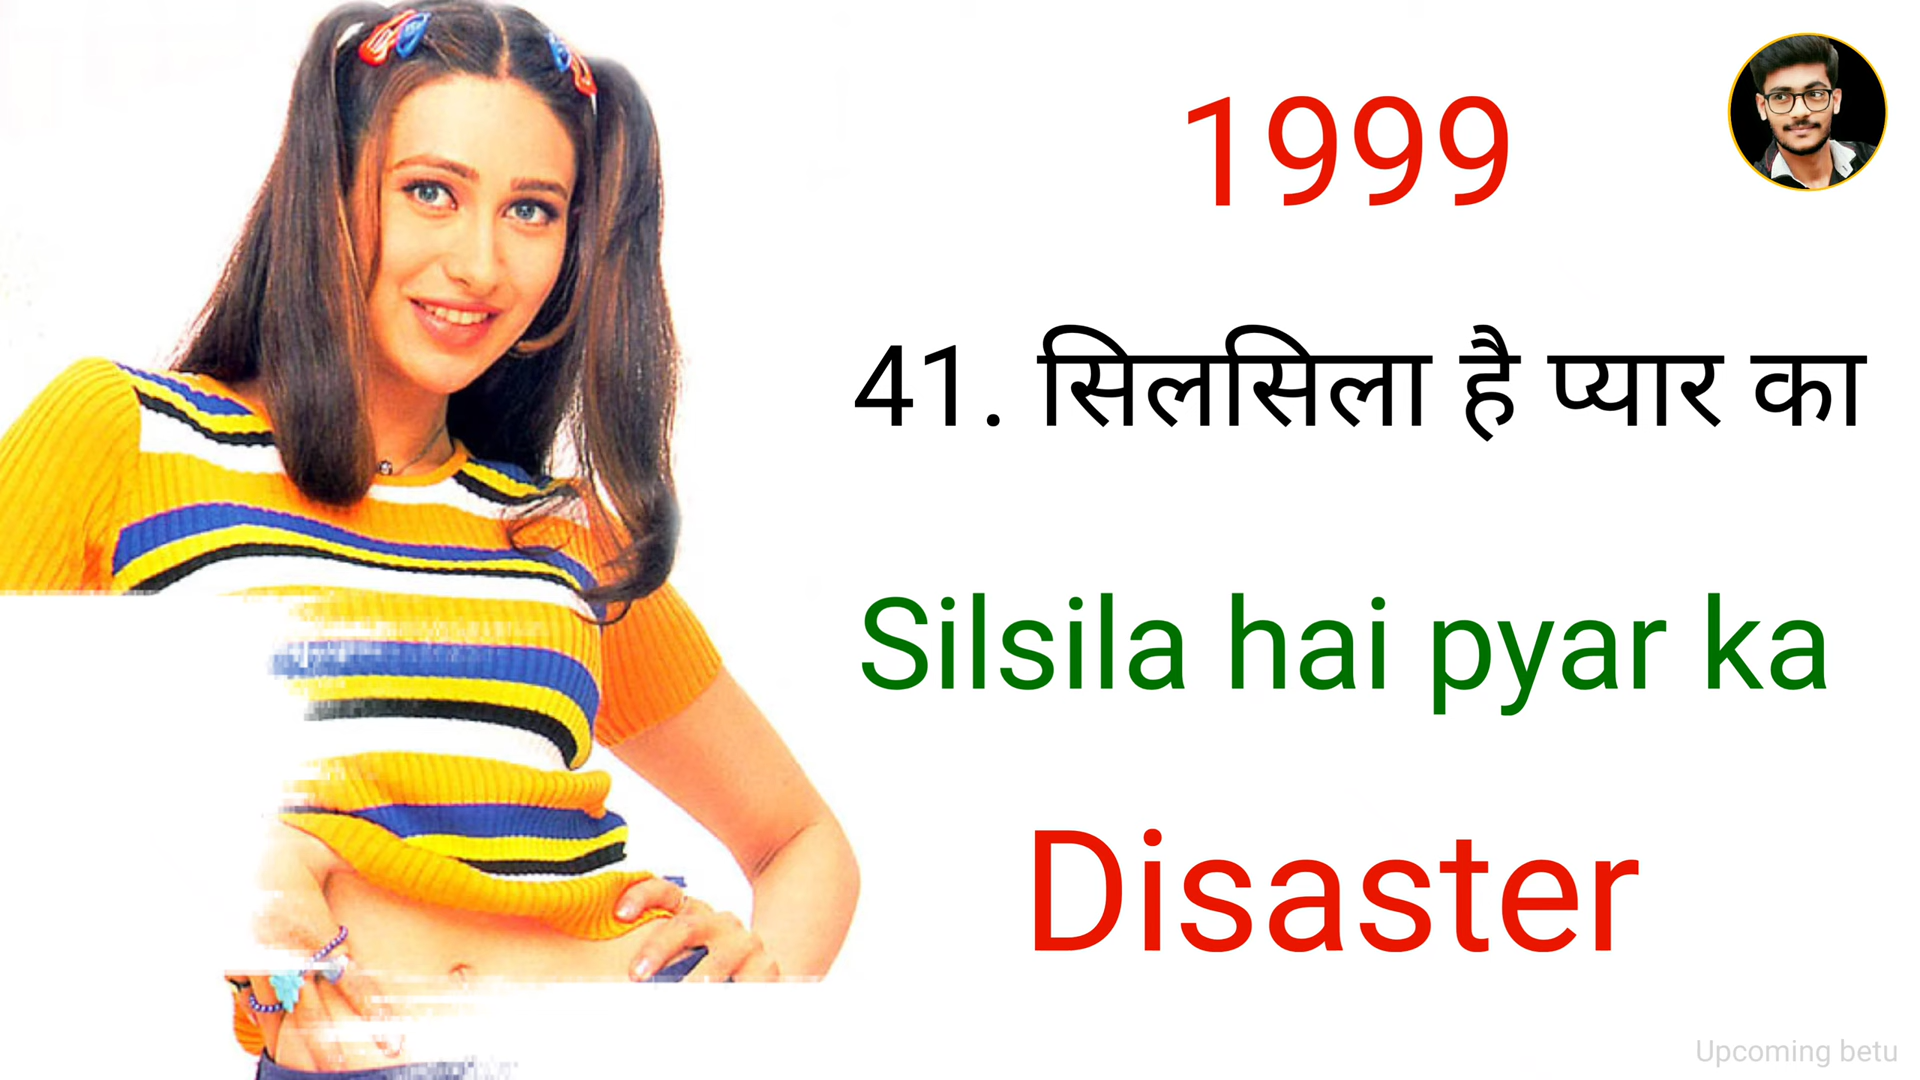 1999
41. सिलसिला है प्यार का
Silsila hai pyar ka
Disaster
Upcoming betu